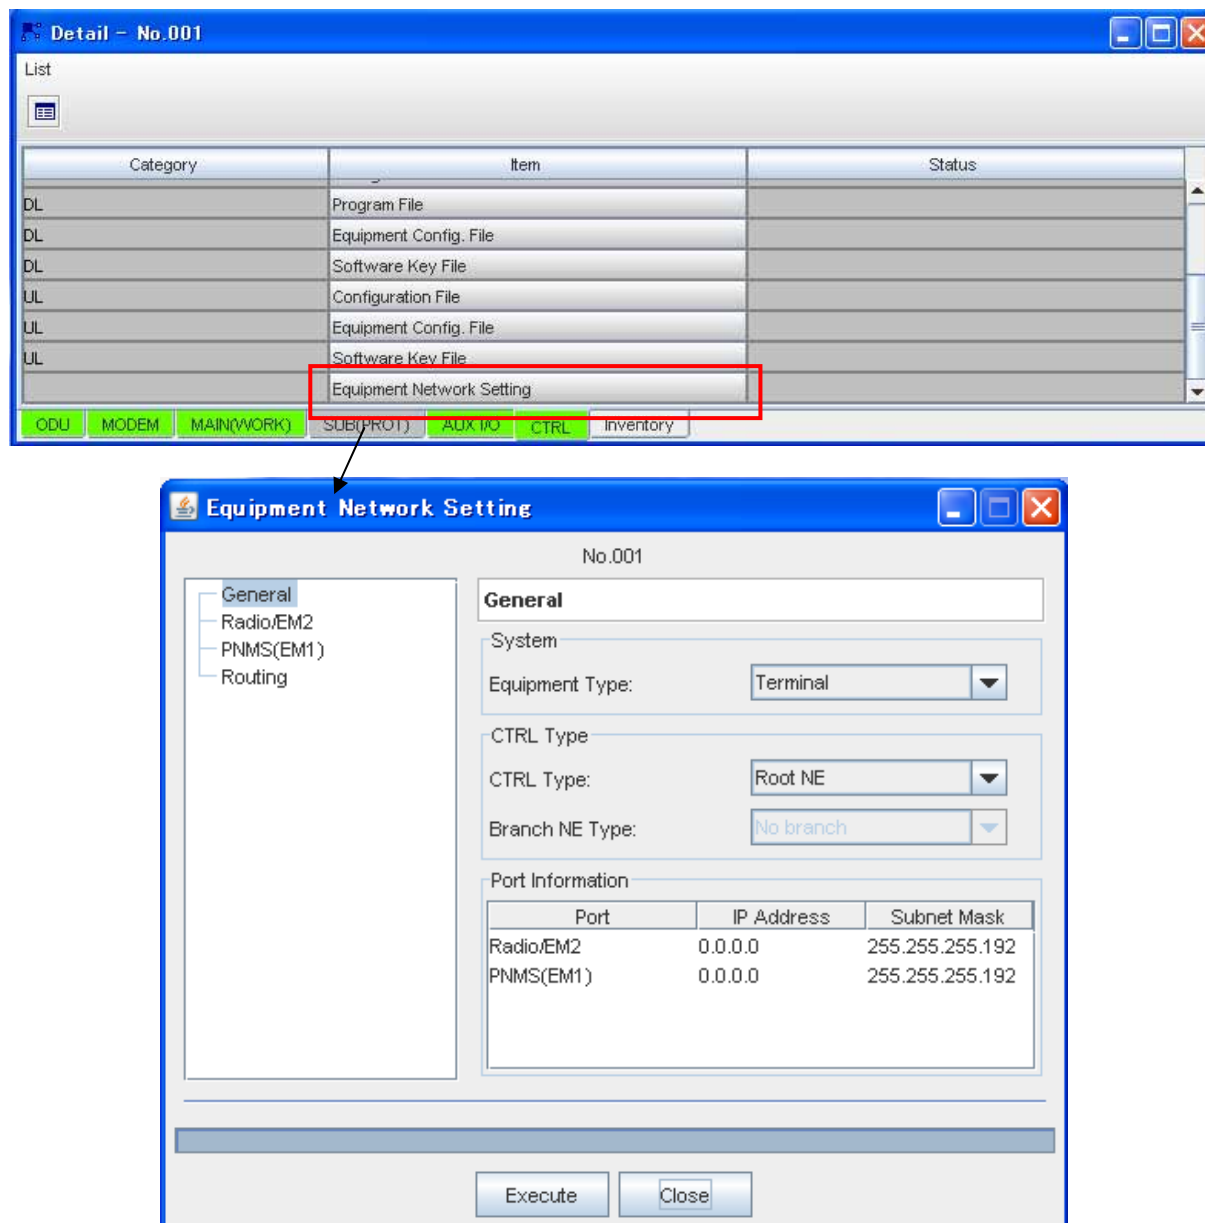 Detail - No.001
List
Category Item Status
DL Program File
DL Equipment Config. File
DL Software Key File
UL Configuration File
UL Equipment Config. File
UL Software Key File
Equipment Network Setting
ODU MODEM MAIN(WORK) SUB(PROT) AUX I/O CTRL Inventory
Equipment Network Setting
No.001
General
Radio/EM2
PNMS(EM1)
Routing
General
System
Equipment Type: Terminal
CTRL Type
CTRL Type: Root NE
Branch NE Type: No branch
Port Information
Port IP Address Subnet Mask
Radio/EM2 0.0.0.0 255.255.255.192
PNMS(EM1) 0.0.0.0 255.255.255.192
Execute Close